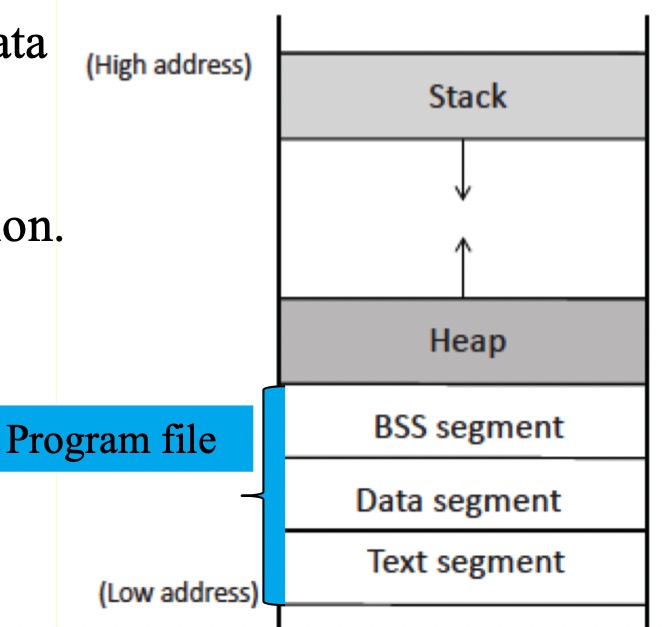 ata
(High address)
Stack
on.
Heap
BSS segment
Program file
Data segment
Text segment
(Low address)